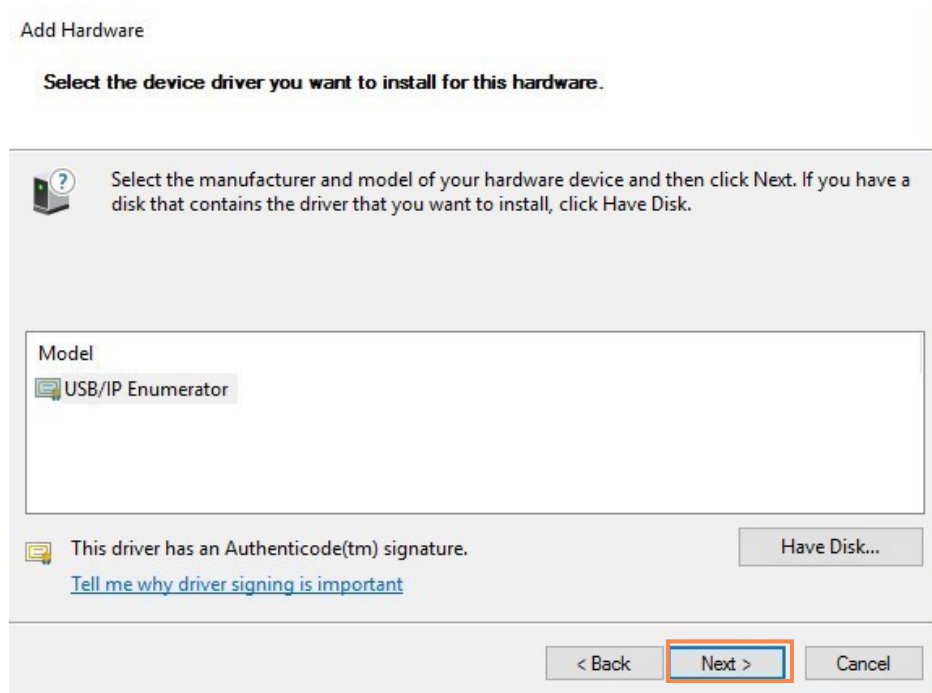 Add Hardware
Select the device driver you want to install for this hardware.
Select the manufacturer and model of your hardware device and then click Next. If you have a
disk that contains the driver that you want to install, click Have Disk.
Model
USB/IP Enumerator
This driver has an Authenticode(tm) signature.
Have Disk...
Tell me why driver signing is important
< Back
Next >
Cancel